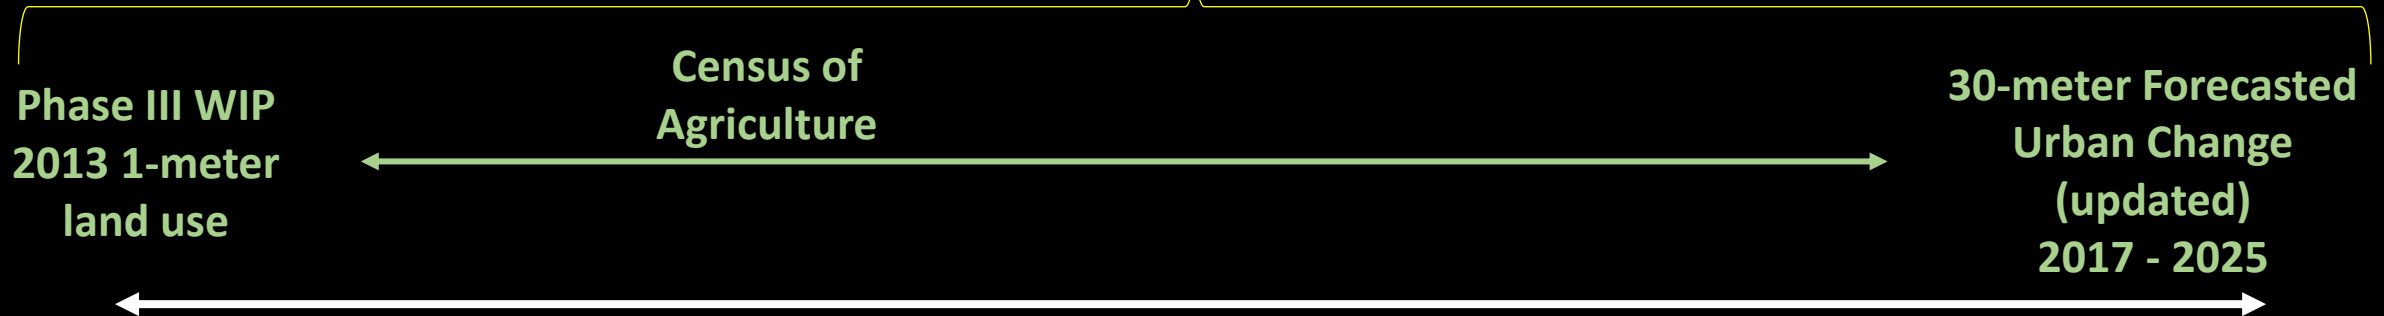 Phase III WIP
2013 1-meter
land use
Census of
Agriculture
30-meter Forecasted
Urban Change
(updated)
2017 - 2025